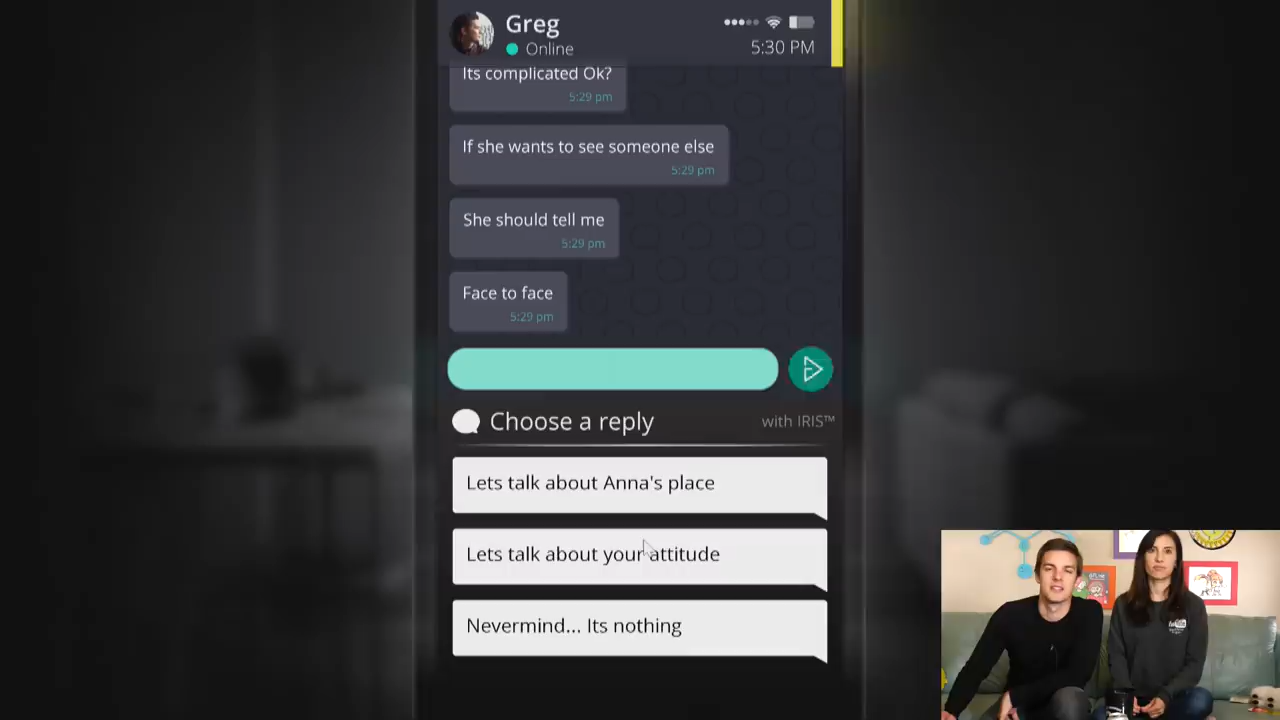 Greg
Online
5:30 PM
Its complicated Ok?
5:29 pm
If she wants to see someone else
5:29 pm
She should tell me
5:29 pm
Face to face
5:29 pm
Choose a reply
with IRIS™
Lets talk about Anna's place
Lets talk about your attitude
Nevermind... Its nothing